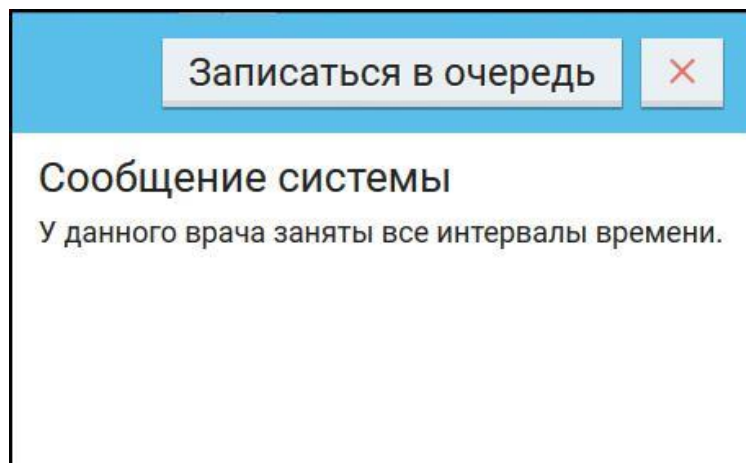 Записаться в очередь
Сообщение системы
У данного врача заняты все интервалы времени.